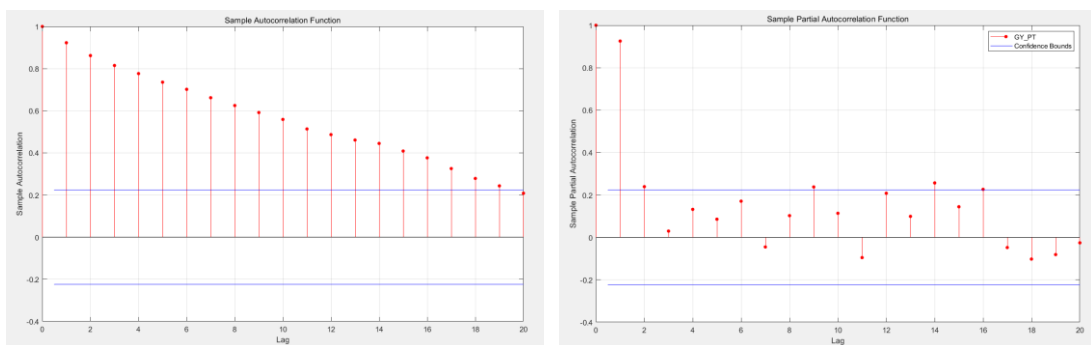 Sample Autocorrelation Function
Sample Autocorrelation
1
0.8
0.6
0.4
0.2
0
-0.2
-0.4
0 2 4 6 8 10 12 14 16 18 20
Lag
Sample Partial Autocorrelation Function
GY_PT
Confidence Bounds
Sample Partial Autocorrelation
1
0.8
0.6
0.4
0.2
0
-0.2
-0.4
0 2 4 6 8 10 12 14 16 18 20
Lag